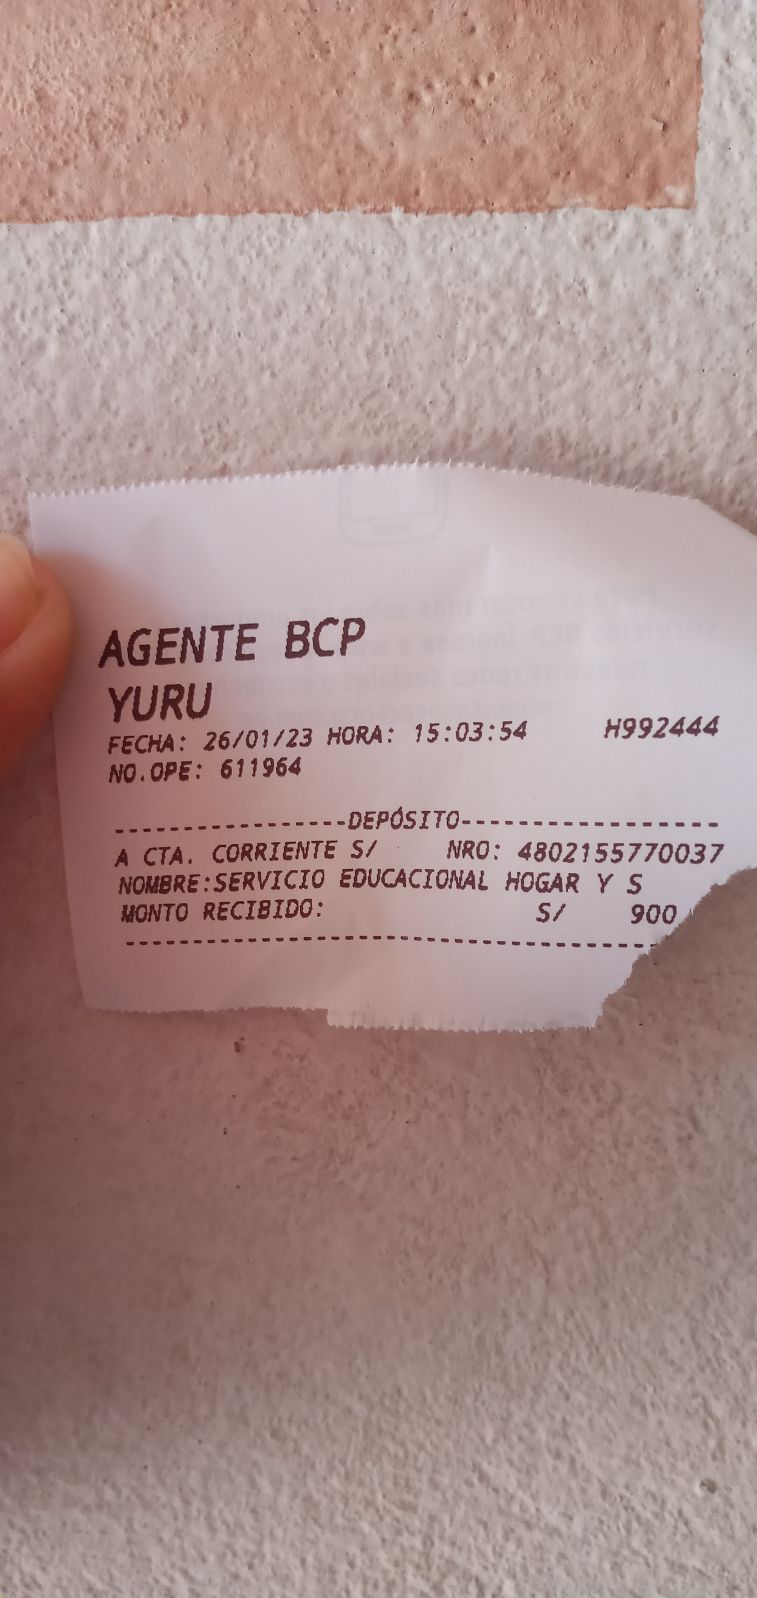 AGENTE BCP
YURU
FECHA: 26/01/23 HORA: 15:03:54 H992444
NO.OPE: 611964
-----------------DEPÓSITO-------------------
A CTA. CORRIENTE S/ NRO: 4802155770037
NOMBRE:SERVICIO EDUCACIONAL HOGAR Y S
MONTO RECIBIDO: S/ 900